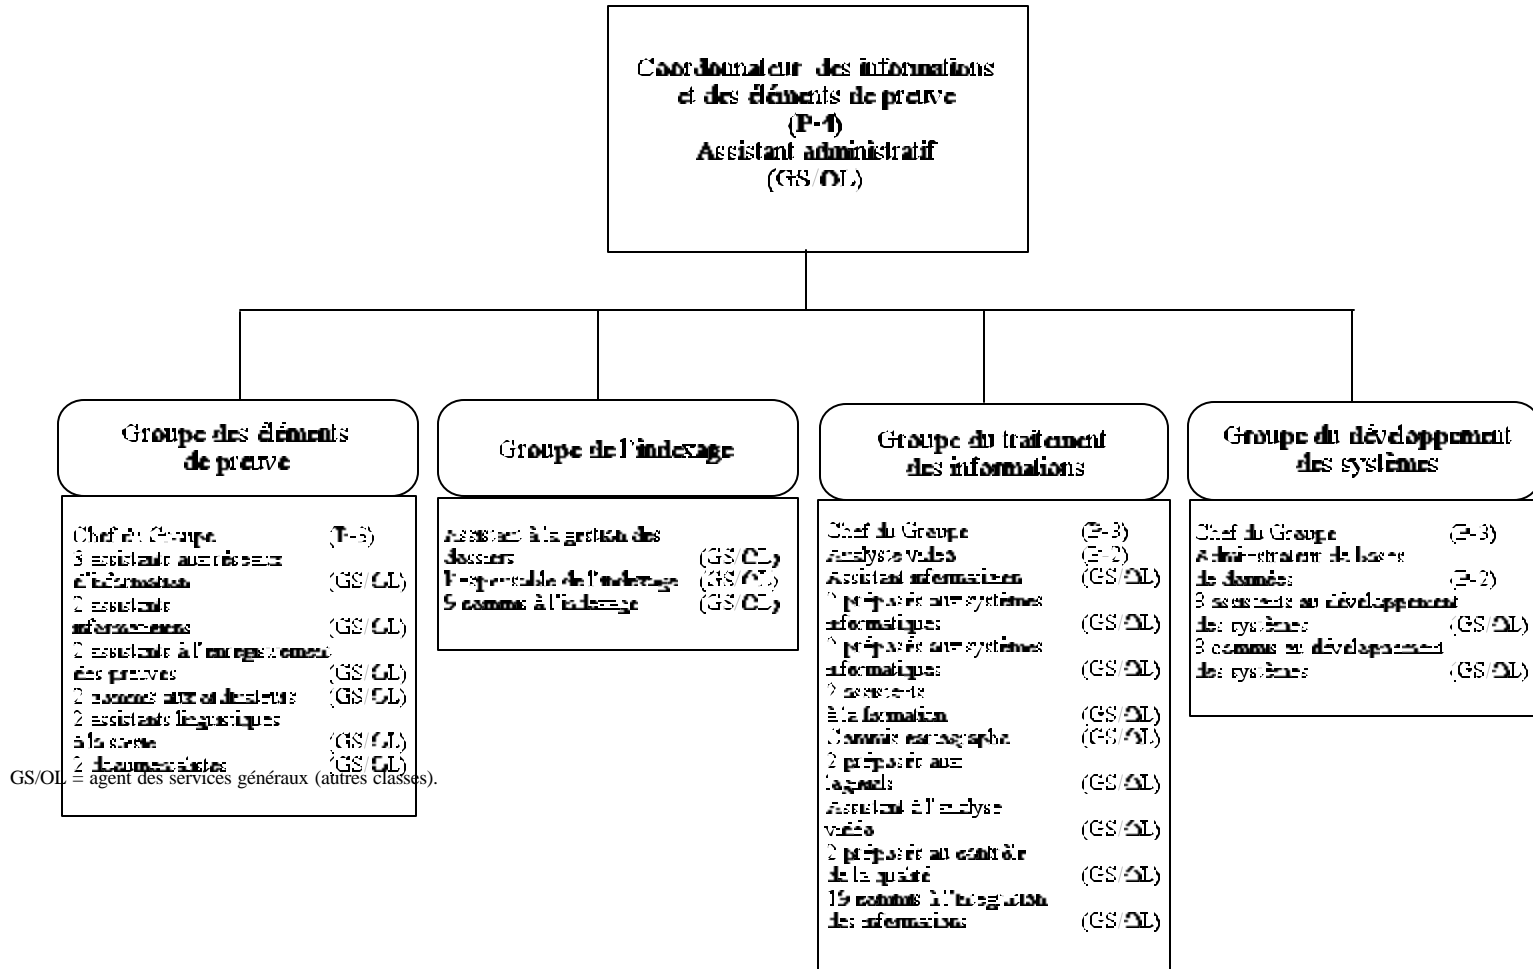 Coordonnateur des informations
et des éléments de preuve
(P-4)
Assistant administratif
(GS/OL)
Groupe des éléments
de preuve
Chef du Groupe (P-3)
3 assistants aux réseaux
d'information (GS/OL)
2 assistants
informaticiens (GS/OL)
2 assistants à l'enregistrement
des preuves (GS/OL)
2 commis aux ordinateurs (GS/OL)
2 assistants linguistiques
à la saisie (GS/OL)
2 documentalistes (GS/OL)
GS/OL = agent des services généraux (autres classes).
Groupe de l'indexage
Assistant à la gestion des
dossiers (GS/OL)
Responsable de l'indexage (GS/OL)
9 commis à l'indexage (GS/OL)
Groupe du traitement
des informations
Chef du Groupe (P-3)
Analyste vidéo (P-2)
Assistant informaticien (GS/OL)
préposés aux systèmes
informatiques (GS/OL)
préposés aux systèmes
informatiques (GS/OL)
2 assistants
à la formation (GS/OL)
Commis cartographe (GS/OL)
2 préposés aux
logiciels (GS/OL)
Assistant à l'analyse
vidéo (GS/OL)
2 préposés au contrôle
de la qualité (GS/OL)
19 commis à l'intégration
des informations (GS/OL)
Groupe du développement
des systèmes
Chef du Groupe (P-3)
Administrateur de bases
de données (P-2)
3 assistants au développement
des systèmes (GS/OL)
3 commis au développement
des systèmes (GS/OL)